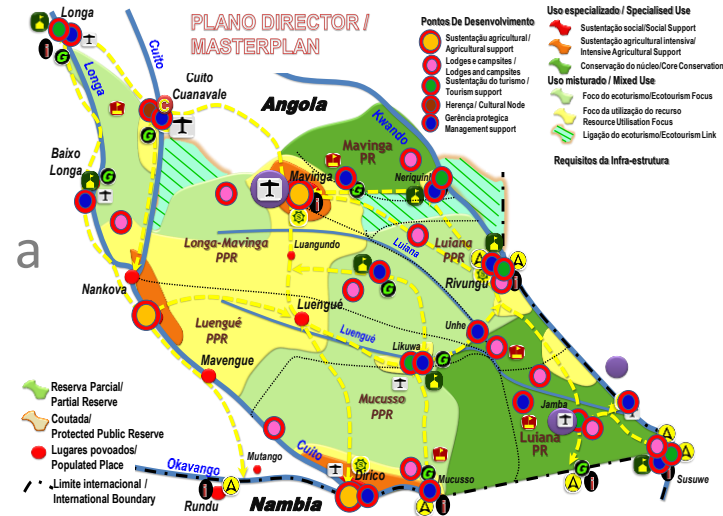 PLANO DIRECTOR /
MASTERPLAN
Pontos De Desenvolvimento
Sustentação agricultural /
Agricultural support
Lodges e campsites /
Lodges and campsites
Sustentação do turismo /
Tourism support
Herença / Cultural Node
Gerência protegica
Management support
Uso especializado / Specialised Use
Sustentação social/Social Support
Sustentação agricultural intensiva/
Intensive Agricultural Support
Conservação do núcleo/Core Conservation
Uso misturado / Mixed Use
Foco do ecoturismo/Ecotourism Focus
Foco da utilização do recurso
Resource Utilisation Focus
Ligação do ecoturismo/Ecotourism Link
Requisitos da Infra-estrutura
Longa
Longa
Cuito
Cuito
Cuanavale
C
Angola
Kwando
Mavinga
PR
Mavinga
Neriquinha
Baixo
Longa
a
Longa-Mavinga
PPR
Luangundo
Luiana
Luiana
PPR
Rivungu
Nankova
Luengué
PPR
Luengué
Luengué
Unhe
Likuwa
Mavengue
Mucusso
PPR
Jamba
Luiana
PR
Mutango
Cuito
Okavango
Dirico
Mucusso
Susuwe
Rundu
Nambia
G
G
G
G
G
G
G
G
A
A
A
A
A
A
A
S
S
Reserva Parcial/
Partial Reserve
Coutada/
Protected Public Reserve
Lugares povoados/
Populated Place
Limite internacional /
International Boundary